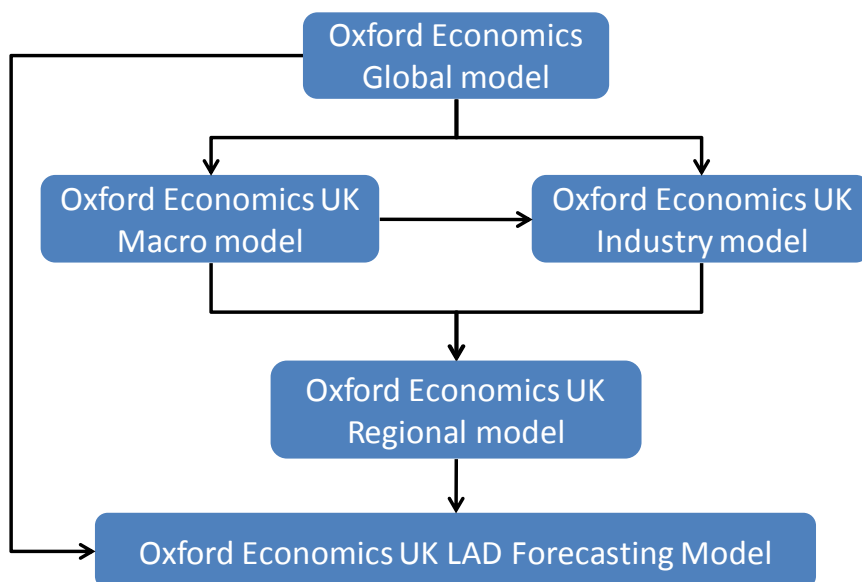 Oxford Economics
Global model
Oxford Economics UK
Macro model
Oxford Economics UK
Industry model
Oxford Economics UK
Regional model
Oxford Economics UK LAD Forecasting Model